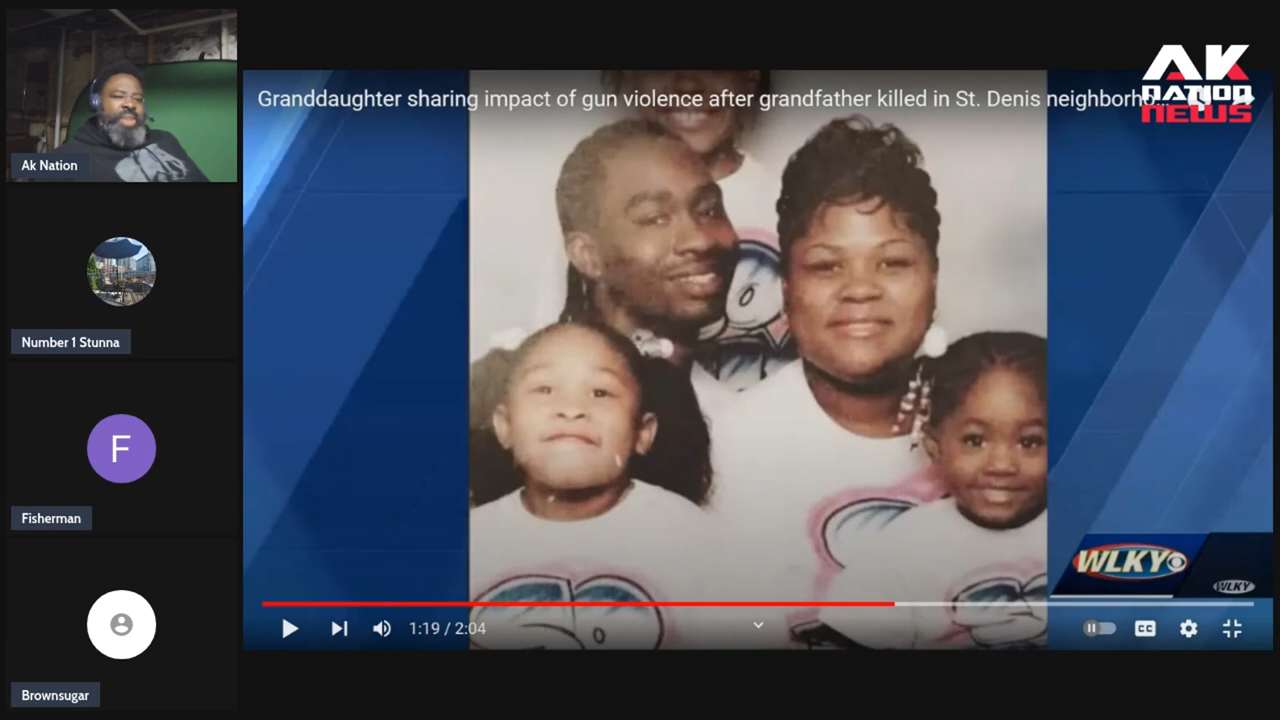 Ak Nation
Number 1 Stunna
F
Fisherman
Brownsugar
Granddaughter sharing impact of gun violence after grandfather killed in St. Denis neighborho...
AK
NATION
NEWS
WLKY
WLKY
1:19 / 2:04
CC